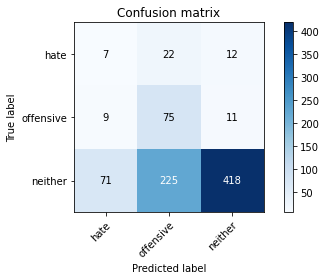 Confusion matrix
hate 7 22 12
offensive 9 75 11
neither 71 225 418
hate offensive neither
True label
Predicted label
400
350
300
250
200
150
100
50